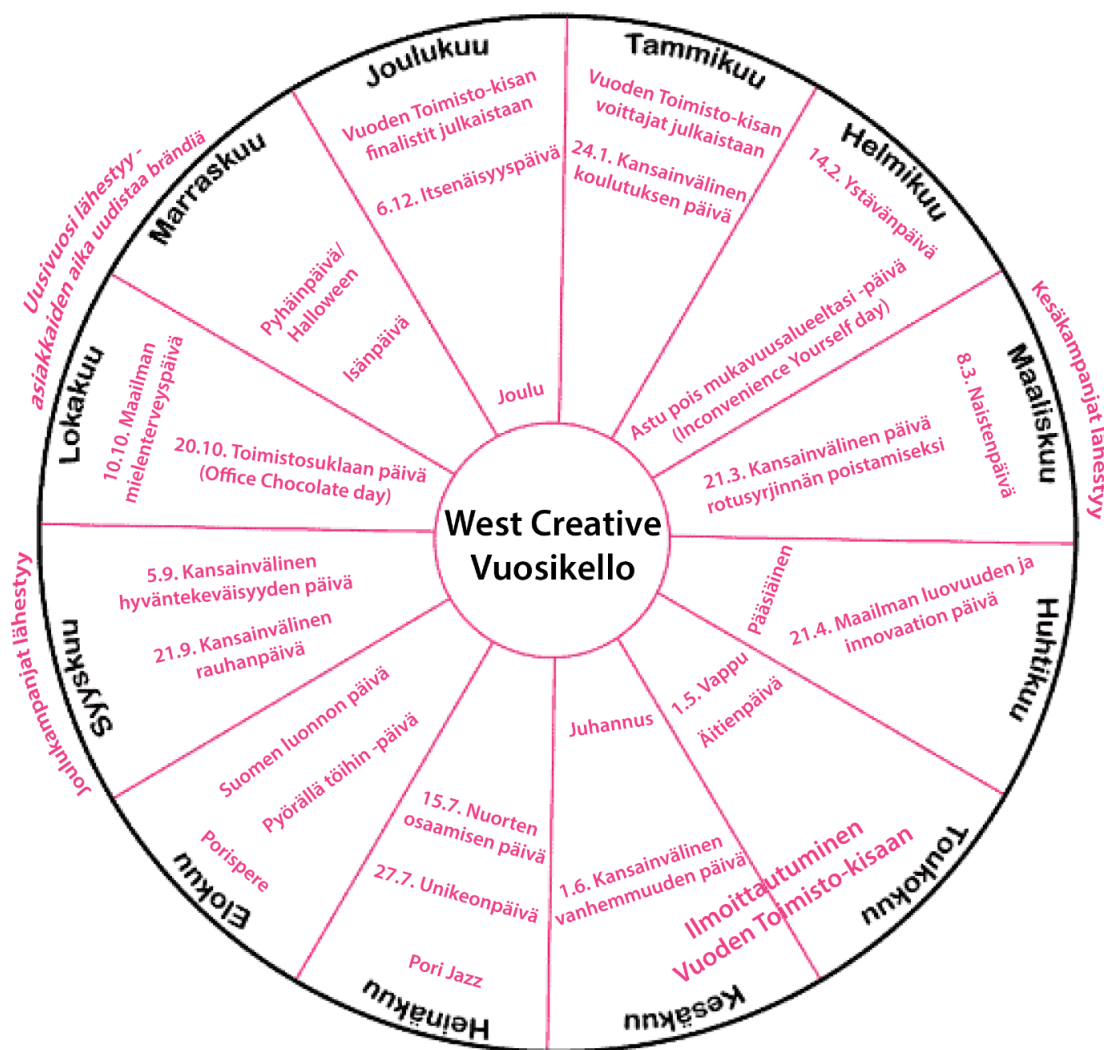 West Creative
Vuosikello
Tammikuu
Vuoden Toimisto-kisan
voittajat julkaistaan
24.1. Kansainvälinen
koulutuksen päivä
Helmikuu
14.2. Ystävänpäivä
Astu pois mukavuusalueeltasi -päivä
(Inconvenience Yourself day)
Kesäkampanjat lähestyy
Maaliskuu
8.3. Naistenpäivä
21.3. Kansainvälinen päivä
rotusyrjinnän poistamiseksi
Huhtikuu
Pääsiäinen
21.4. Maailman luovuuden ja
innovaation päivä
Toukokuu
1.5. Vappu
Äitienpäivä
Ilmoittautuminen
Vuoden Toimisto-kisaan
Kesäkuu
Juhannus
1.6. Kansainvälinen
vanhemmuuden päivä
Heinäkuu
15.7. Nuorten
osaamisen päivä
27.7. Unikeonpäivä
Pori Jazz
Elokuu
Suomen luonnon päivä
Pyörällä töihin -päivä
Porispere
Joulukampanjat lähestyy
Syyskuu
5.9. Kansainvälinen
hyväntekeväisyyden päivä
21.9. Kansainvälinen
rauhanpäivä
Lokakuu
10.10. Maailman
mielenterveyspäivä
20.10. Toimistosuklaan päivä
(Office Chocolate day)
Uusivuosi lähestyy -
asiakkaiden aika uudistaa brändiä
Marraskuu
Pyhäinpäivä/
Halloween
Isänpäivä
Joulukuu
Vuoden Toimisto-kisan
finalistit julkaistaan
6.12. Itsenäisyyspäivä
Joulu